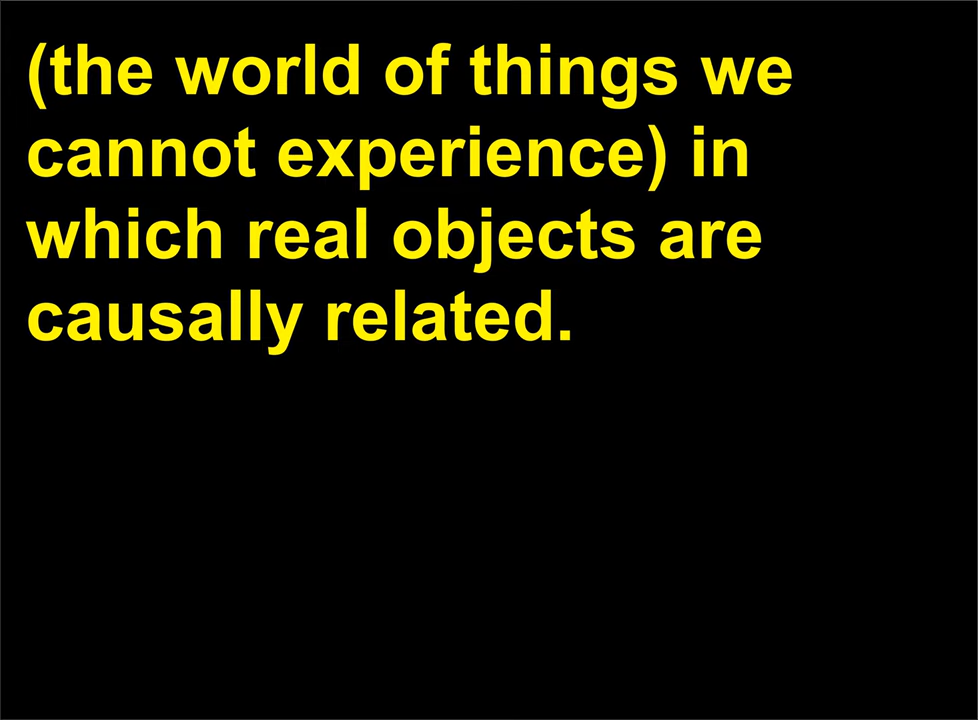 (the world of things we
cannot experience) in
which real objects are
causally related.